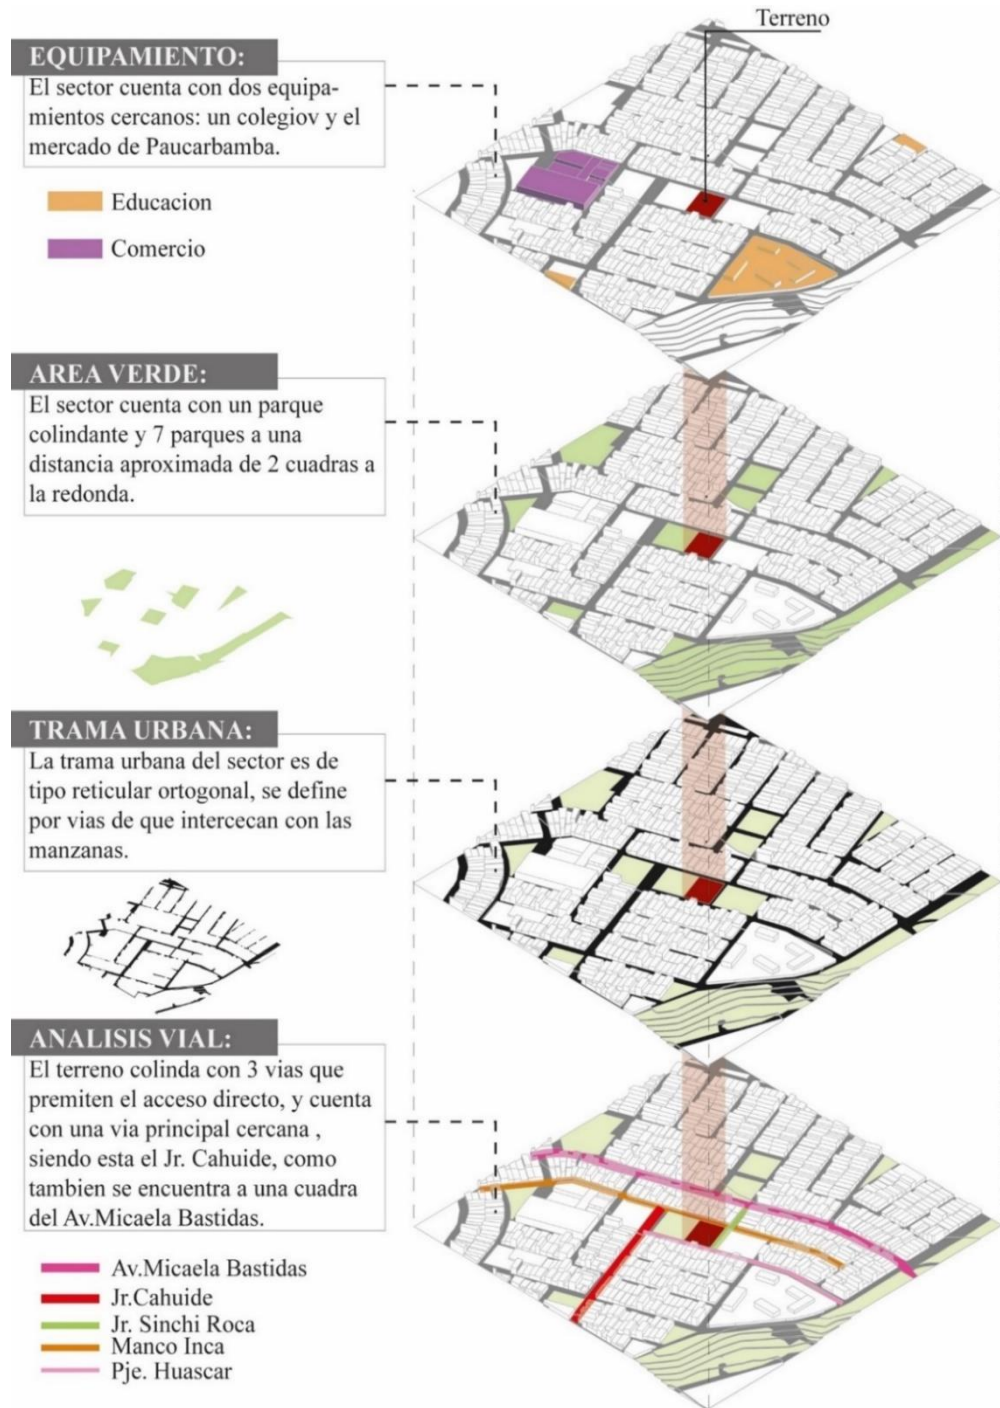 Terreno
EQUIPAMIENTO:
El sector cuenta con dos equipa-
mientos cercanos: un colegiov y el
mercado de Paucarbamba.
Educacion
Comercio
AREA VERDE:
El sector cuenta con un parque
colindante y 7 parques a una
distancia aproximada de 2 cuadras a
la redonda.
TRAMA URBANA:
La trama urbana del sector es de
tipo reticular ortogonal, se define
por vias de que intercecan con las
manzanas.
ANALISIS VIAL:
El terreno colinda con 3 vias que
premiten el acceso directo, y cuenta
con una via principal cercana ,
siendo esta el Jr. Cahuide, como
tambien se encuentra a una cuadra
del Av.Micaela Bastidas.
Av.Micaela Bastidas
Jr.Cahuide
Jr. Sinchi Roca
Manco Inca
Pje. Huascar